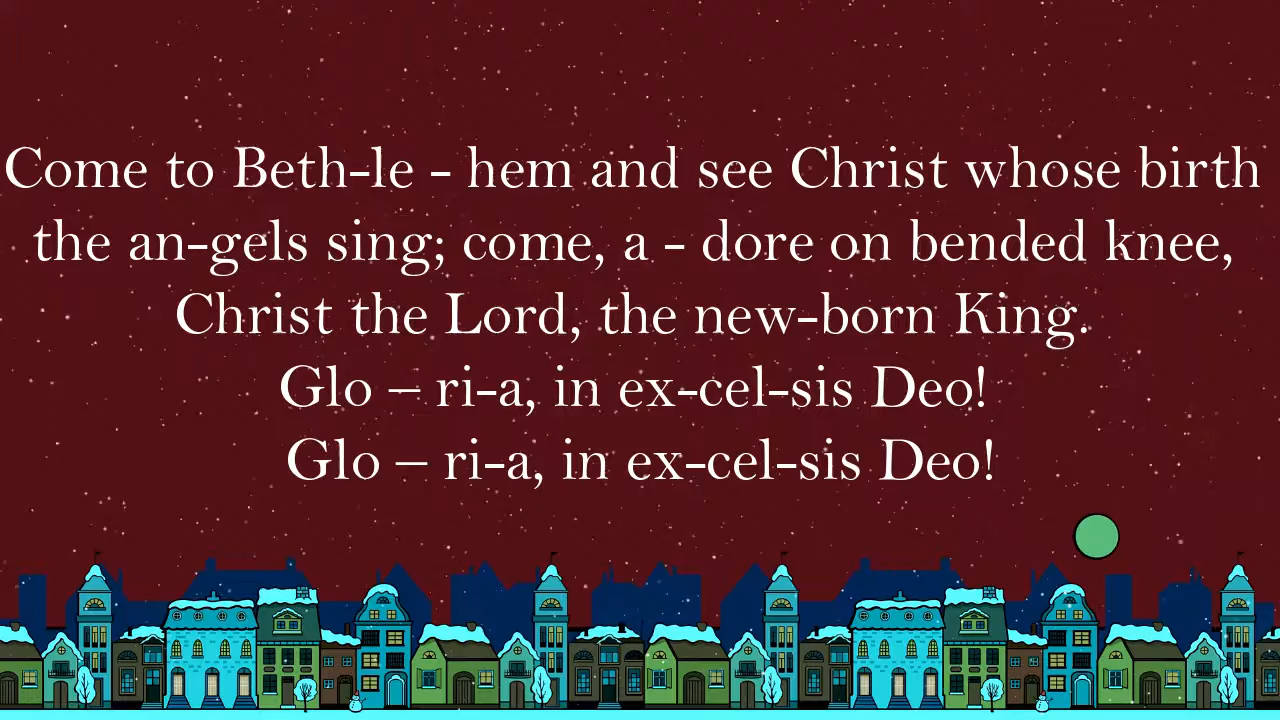 Come to Beth-le - hem and see Christ whose birth
the an-gels sing; come, a - dore on bended knee,
Christ the Lord, the new-born King.
Glo – ri-a, in ex-cel-sis Deo!
Glo – ri-a, in ex-cel-sis Deo!